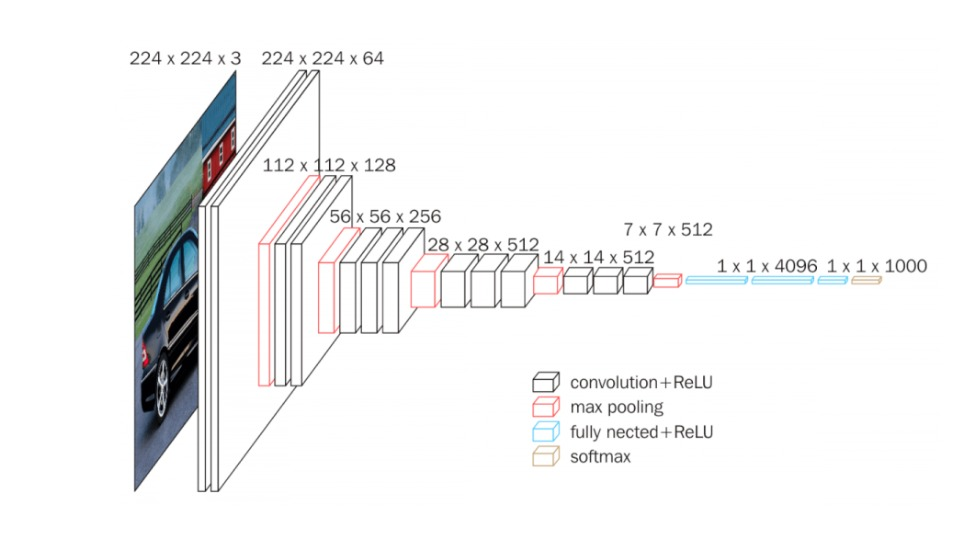 224 x 224 x 3
224 x 224 x 64
112 x 112 x 128
56 x 56 x 256
28 x 28 x 512
14 x 14 x 512
7 x 7 x 512
1 x 1 x 4096
1 x 1 x 1000
convolution+ReLU
max pooling
fully nected+ReLU
softmax